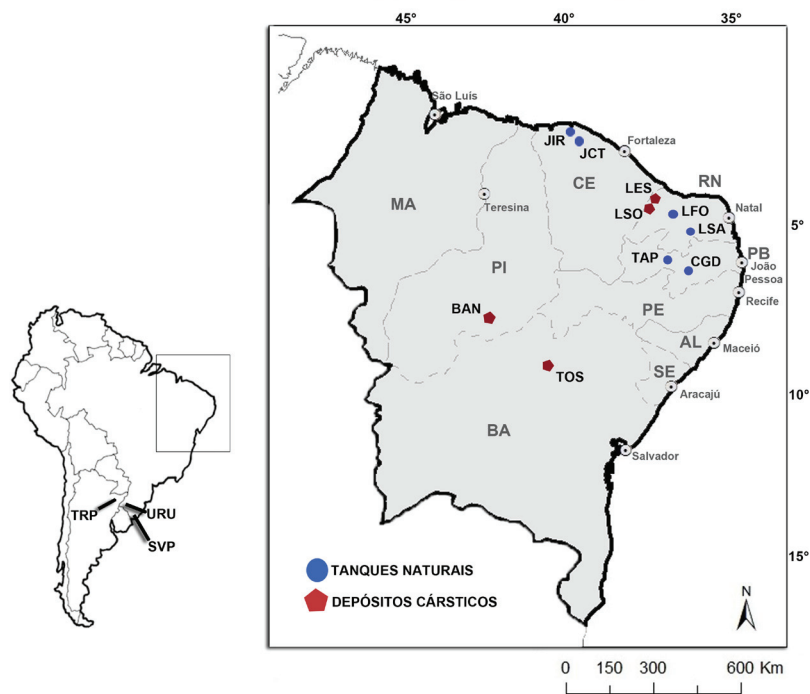 45°
40°
35°
São Luís
JIR
JCT
Fortaleza
CE
RN
LES
LSO
LFO
Natal
MA
Teresina
5°
LSA
TAP
CGD
PB
João
Pessoa
PI
BAN
PE
Recife
AL
Maceió
TOS
SE
Aracajú
10°
BA
Salvador
TRP
URU
SVP
15°
TANQUES NATURAIS
DEPÓSITOS CÁRSTICOS
N
0 150 300 600 Km